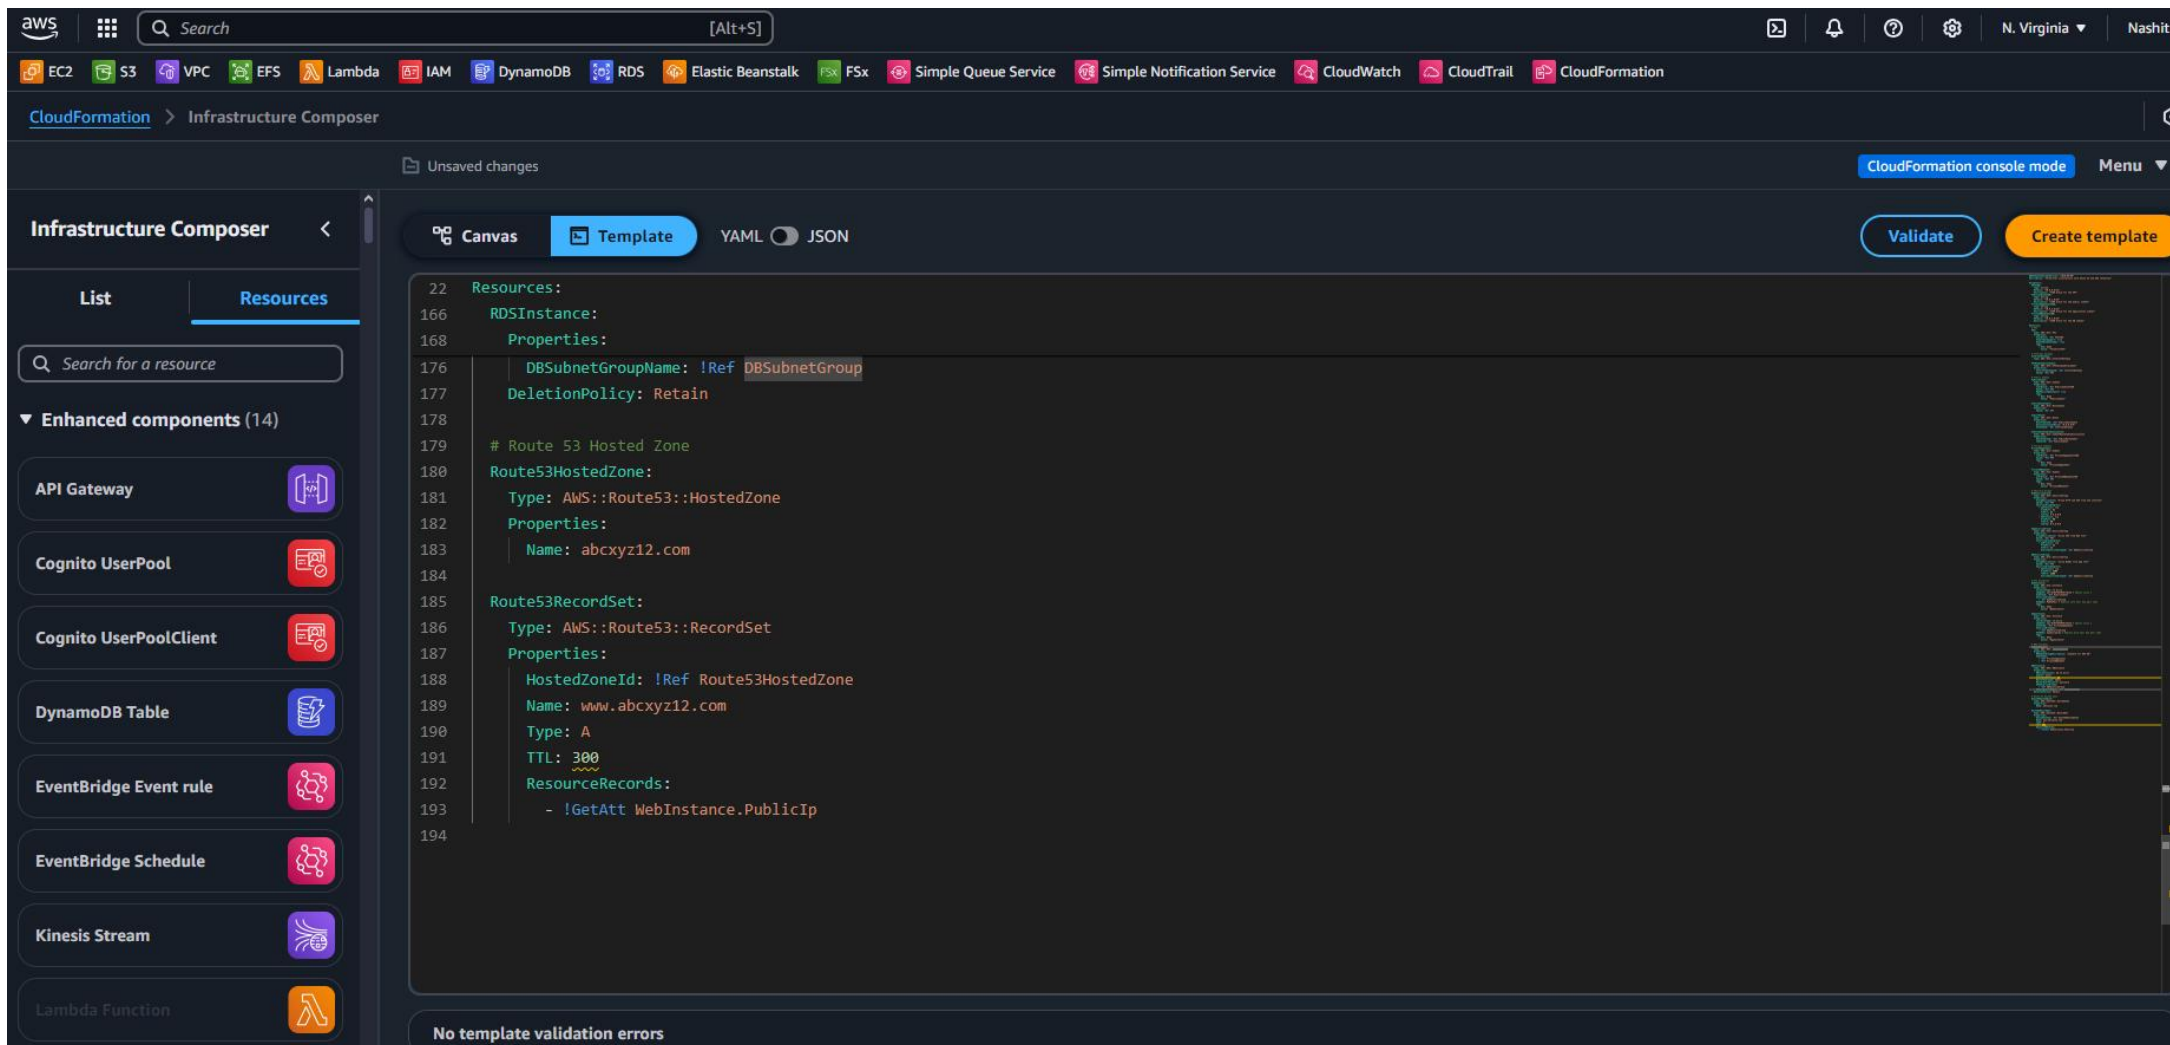 aws
Search [Alt+S]
N. Virginia ▼
Nashit
EC2 S3 VPC EFS Lambda IAM DynamoDB RDS Elastic Beanstalk FSx FSx Simple Queue Service Simple Notification Service CloudWatch CloudTrail CloudFormation
CloudFormation > Infrastructure Composer
Unsaved changes
CloudFormation console mode
Menu ▼
Infrastructure Composer
Canvas
Template
YAML JSON
Validate
Create template
List
Resources
Search for a resource
▼ Enhanced components (14)
API Gateway
Cognito UserPool
Cognito UserPoolClient
DynamoDB Table
EventBridge Event rule
EventBridge Schedule
Kinesis Stream
Lambda Function
22 Resources:
166 RDSInstance:
168 Properties:
176 DBSubnetGroupName: !Ref DBSubnetGroup
177 DeletionPolicy: Retain
178
179 # Route 53 Hosted Zone
180 Route53HostedZone:
181 Type: AWS::Route53::HostedZone
182 Properties:
183 Name: abcxyz12.com
184
185 Route53RecordSet:
186 Type: AWS::Route53::RecordSet
187 Properties:
188 HostedZoneId: !Ref Route53HostedZone
189 Name: www.abcxyz12.com
190 Type: A
191 TTL: 300
192 ResourceRecords:
193 - !GetAtt WebInstance.PublicIp
194
No template validation errors